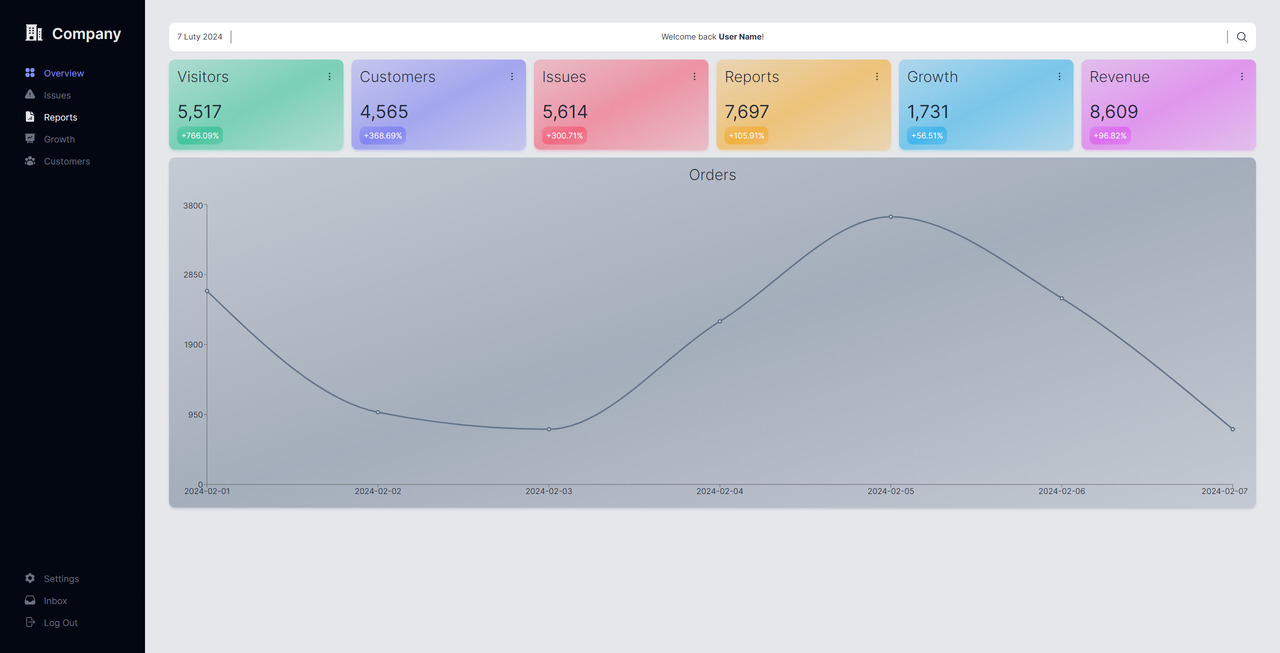 Company
Overview
Issues
Reports
Growth
Customers
Settings
Inbox
Log Out
7 Luty 2024
Welcome back User Name!
Visitors
5,517
+766.09%
Customers
4,565
+368.69%
Issues
5,614
+300.71%
Reports
7,697
+105.91%
Growth
1,731
+56.51%
Revenue
8,609
+96.82%
Orders
3800
2850
1900
950
0
2024-02-01
2024-02-02
2024-02-03
2024-02-04
2024-02-05
2024-02-06
2024-02-07